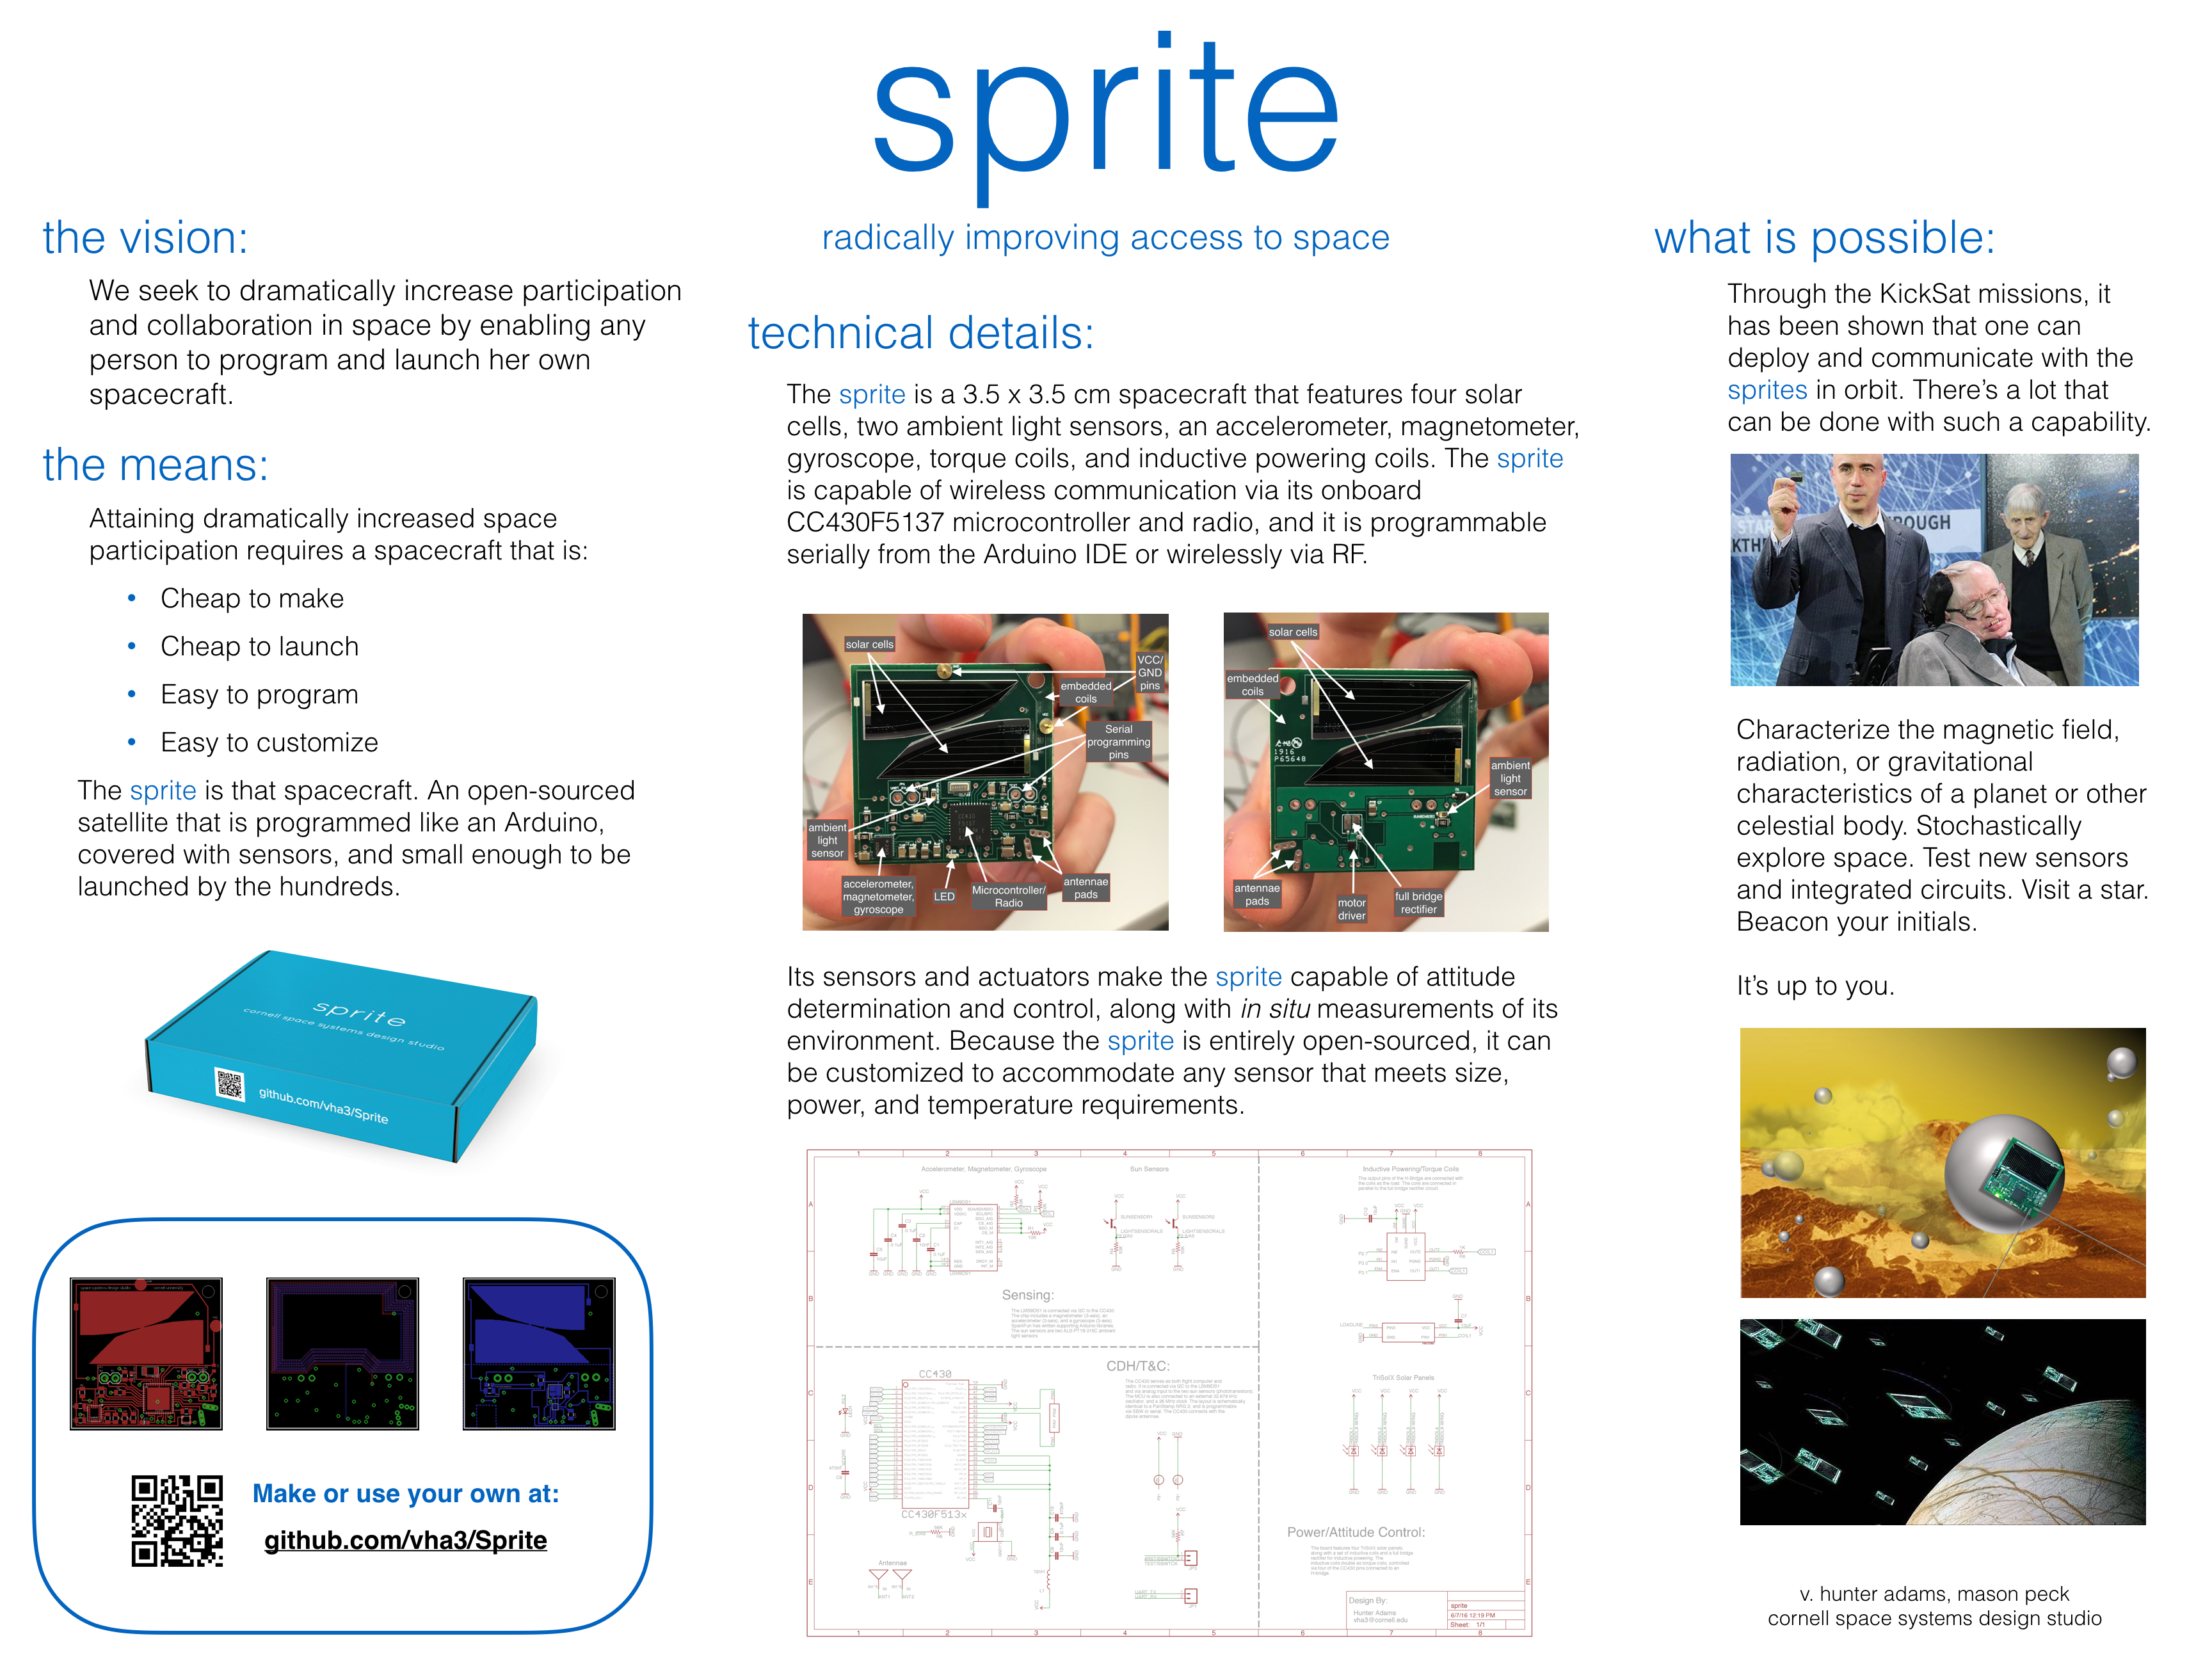 sprite
radically improving access to space
the vision:
We seek to dramatically increase participation
and collaboration in space by enabling any
person to program and launch her own
spacecraft.
the means:
Attaining dramatically increased space
participation requires a spacecraft that is:
• Cheap to make
• Cheap to launch
• Easy to program
• Easy to customize
The sprite is that spacecraft. An open-sourced
satellite that is programmed like an Arduino,
covered with sensors, and small enough to be
launched by the hundreds.
sprite
cornell space systems design studio
github.com/vha3/Sprite
Make or use your own at:
github.com/vha3/Sprite
technical details:
The sprite is a 3.5 x 3.5 cm spacecraft that features four solar
cells, two ambient light sensors, an accelerometer, magnetometer,
gyroscope, torque coils, and inductive powering coils. The sprite
is capable of wireless communication via its onboard
CC430F5137 microcontroller and radio, and it is programmable
serially from the Arduino IDE or wirelessly via RF.
solar cells
VCC/
GND
pins
embedded
coils
Serial
programming
pins
ambient
light
sensor
accelerometer,
magnetometer,
gyroscope
LED
Microcontroller/
Radio
antennae
pads
solar cells
embedded
coils
1916
P65648
ambient
light
sensor
antennae
pads
motor
driver
full bridge
rectifier
Its sensors and actuators make the sprite capable of attitude
determination and control, along with in situ measurements of its
environment. Because the sprite is entirely open-sourced, it can
be customized to accommodate any sensor that meets size,
power, and temperature requirements.
Accelerometer, Magnetometer, Gyroscope
Sun Sensors
Inductive Powering/Torque Coils
Sensing:
CDH/T&C:
CC430
CC430F513x
TriSolX Solar Panels
Antennaa
Power/Attitude Control:
Design By:
Hunter Adams
vha3@cornell.edu
sprite
6/7/16 12:19 PM
Sheet: 1/1
what is possible:
Through the KickSat missions, it
has been shown that one can
deploy and communicate with the
sprites in orbit. There's a lot that
can be done with such a capability.
Characterize the magnetic field,
radiation, or gravitational
characteristics of a planet or other
celestial body. Stochastically
explore space. Test new sensors
and integrated circuits. Visit a star.
Beacon your initials.
It's up to you.
v. hunter adams, mason peck
cornell space systems design studio